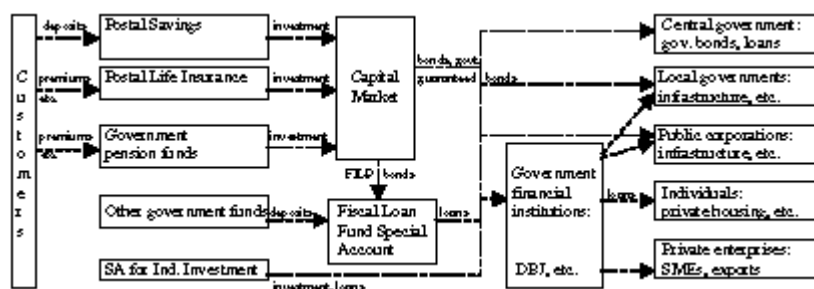 Customers
deposits
premiums
etc.
premiums
etc.
Postal Savings
Postal Life Insurance
Government
pension funds
Other government funds
SA for Ind. Investment
investment
investment
investment
deposits
investment, loans
Capital
Market
FILP bonds
Fiscal Loan
Fund Special
Account
bonds, govt.
guaranteed bonds
loans
Government
financial
institutions:
DBJ, etc.
loans
Central government:
gov. bonds, loans
Local governments:
infrastructure, etc.
Public corporations:
infrastructure, etc.
Individuals:
private housing, etc.
Private enterprises:
SMEs, exports